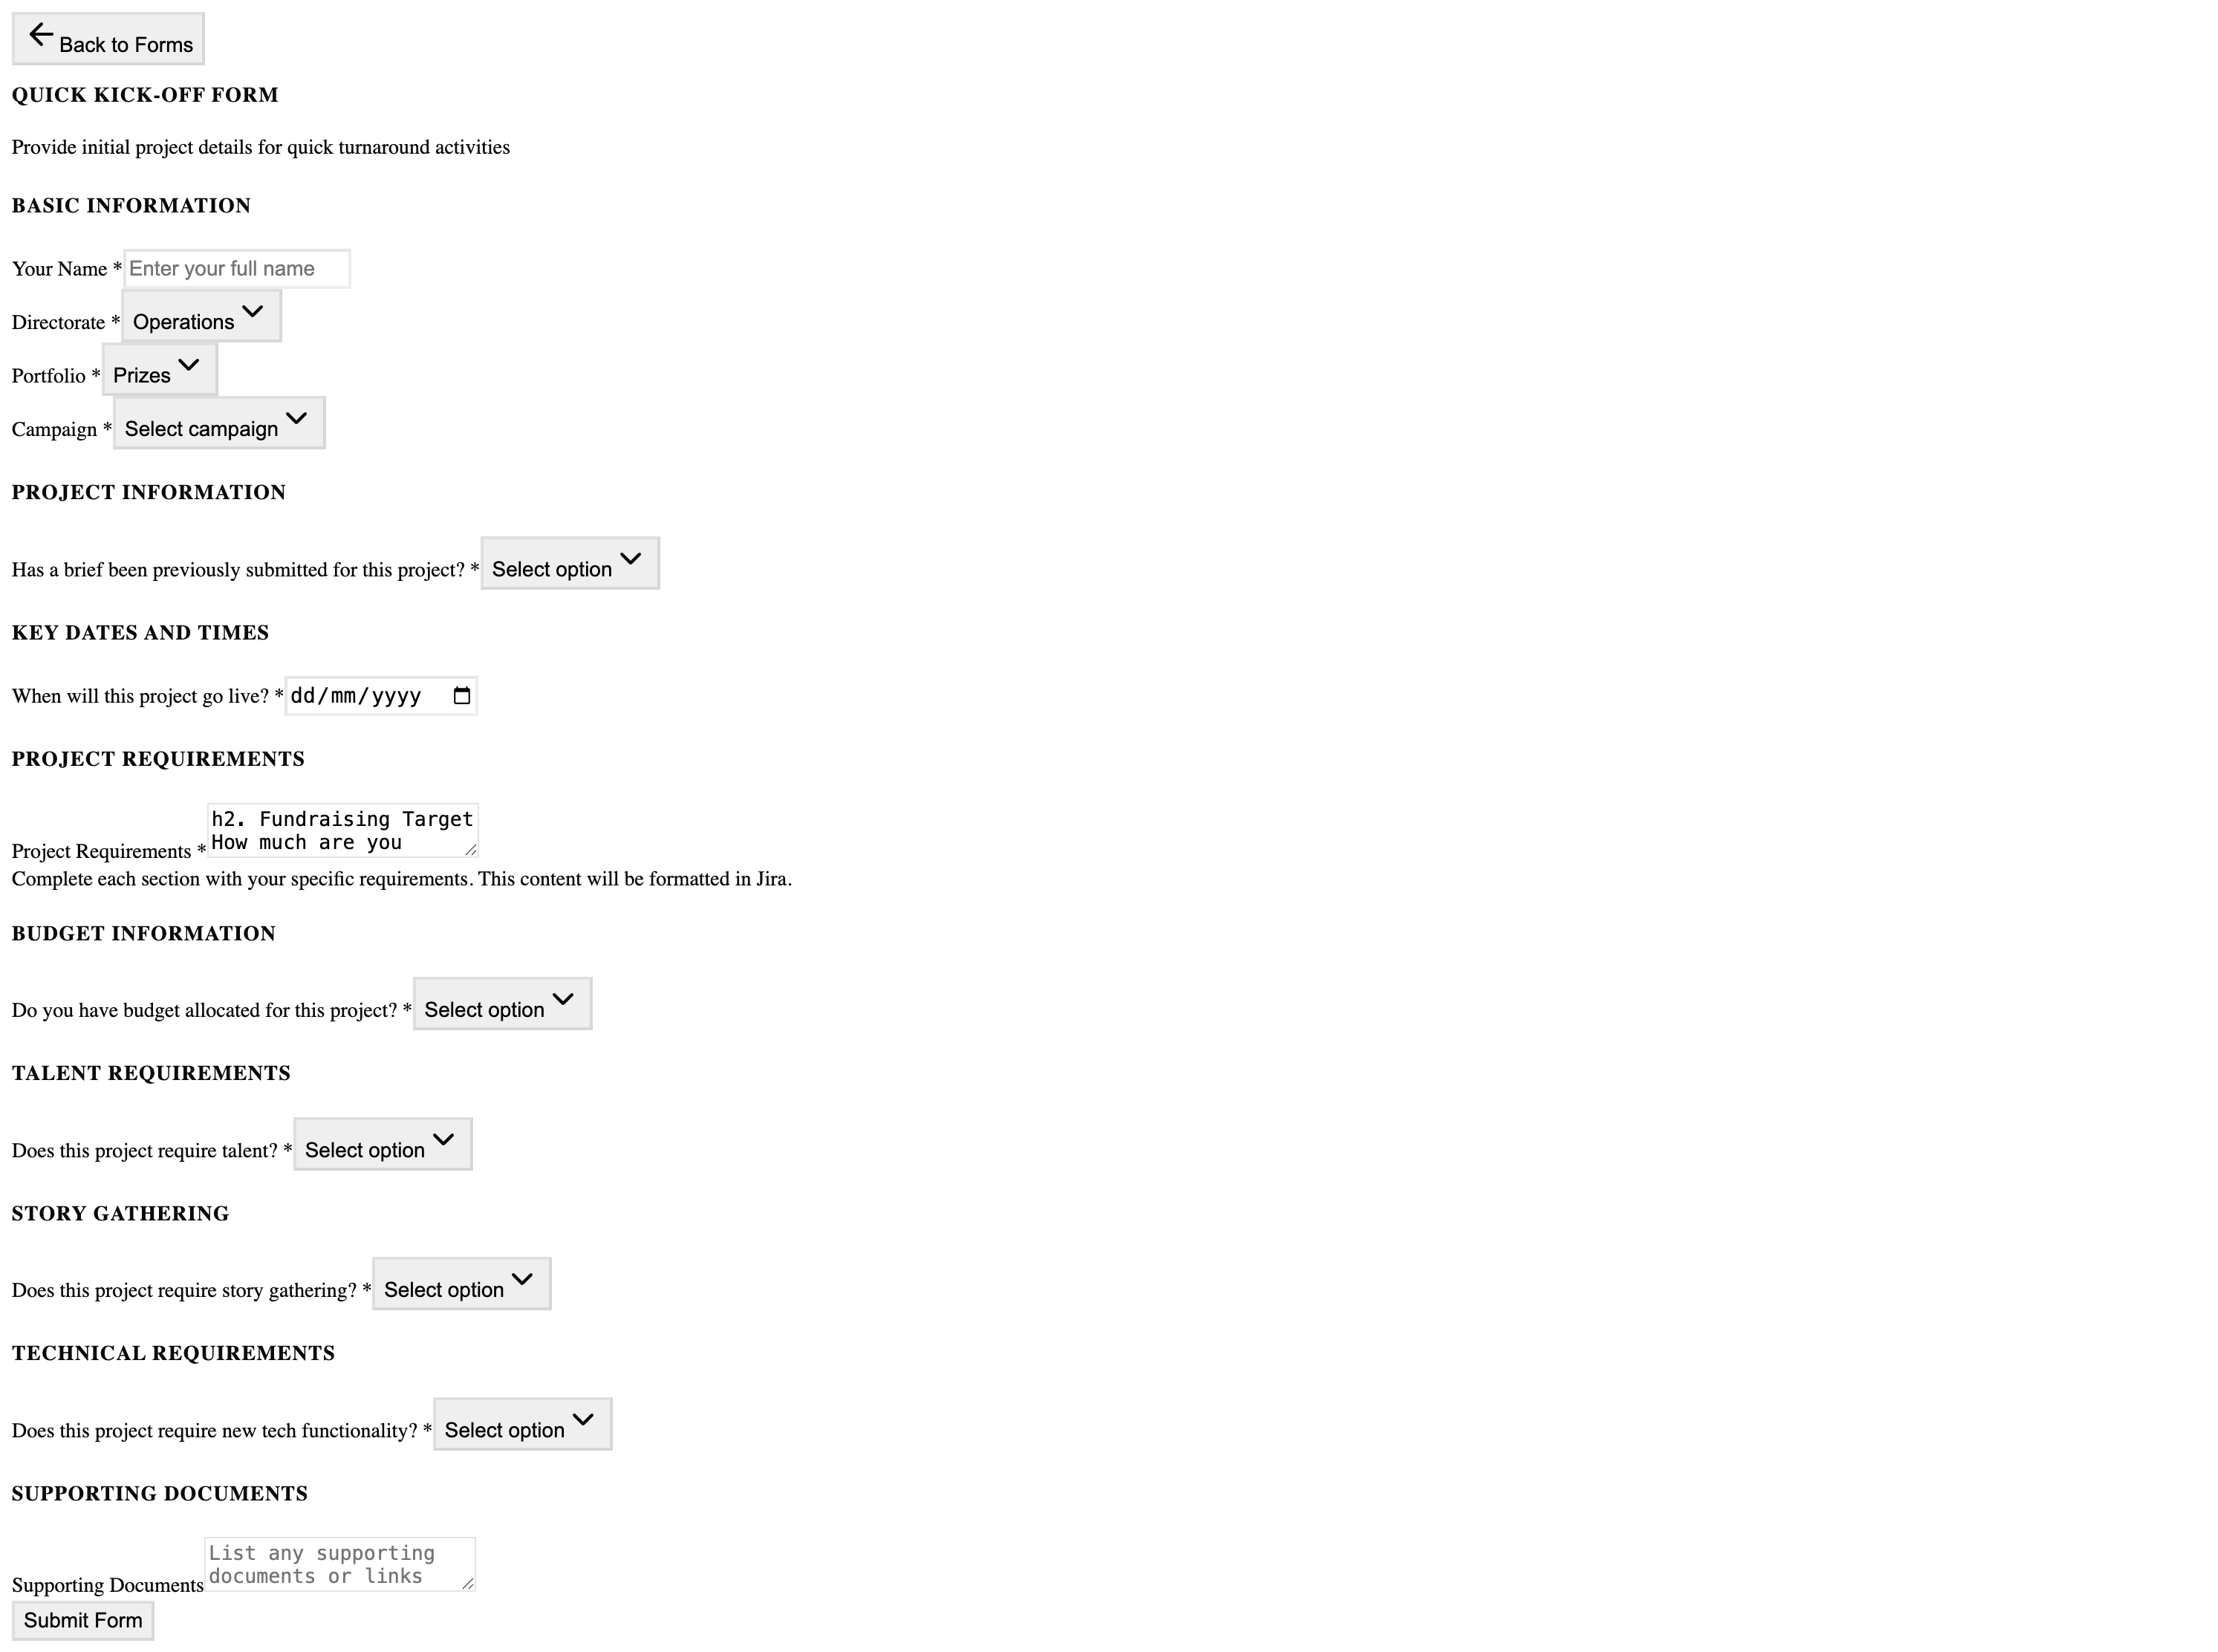 Back to Forms
QUICK KICK-OFF FORM
Provide initial project details for quick turnaround activities
BASIC INFORMATION
Your Name * Enter your full name
Directorate * Operations
Portfolio * Prizes
Campaign * Select campaign
PROJECT INFORMATION
Has a brief been previously submitted for this project? * Select option
KEY DATES AND TIMES
When will this project go live? * dd/mm/yyyy
PROJECT REQUIREMENTS
h2. Fundraising Target
How much are you
Project Requirements *
Complete each section with your specific requirements. This content will be formatted in Jira.
BUDGET INFORMATION
Do you have budget allocated for this project? * Select option
TALENT REQUIREMENTS
Does this project require talent? * Select option
STORY GATHERING
Does this project require story gathering? * Select option
TECHNICAL REQUIREMENTS
Does this project require new tech functionality? * Select option
SUPPORTING DOCUMENTS
List any supporting
documents or links
Supporting Documents
Submit Form